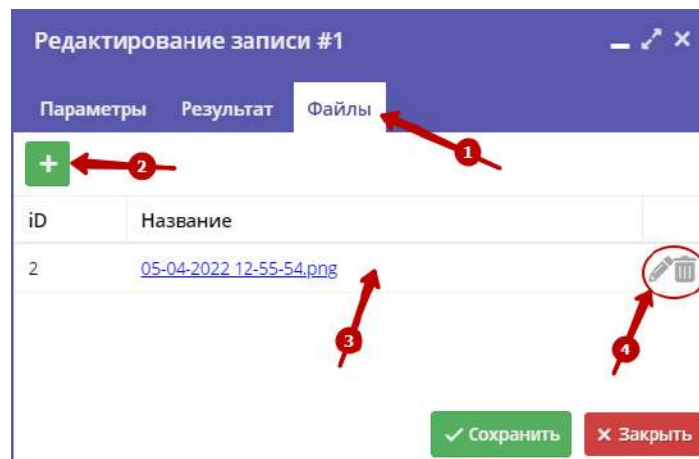 Редактирование записи #1
Параметры Результат Файлы
1
+ 2
iD Название
2 05-04-2022 12-55-54.png
3 4
Сохранить Закрыть